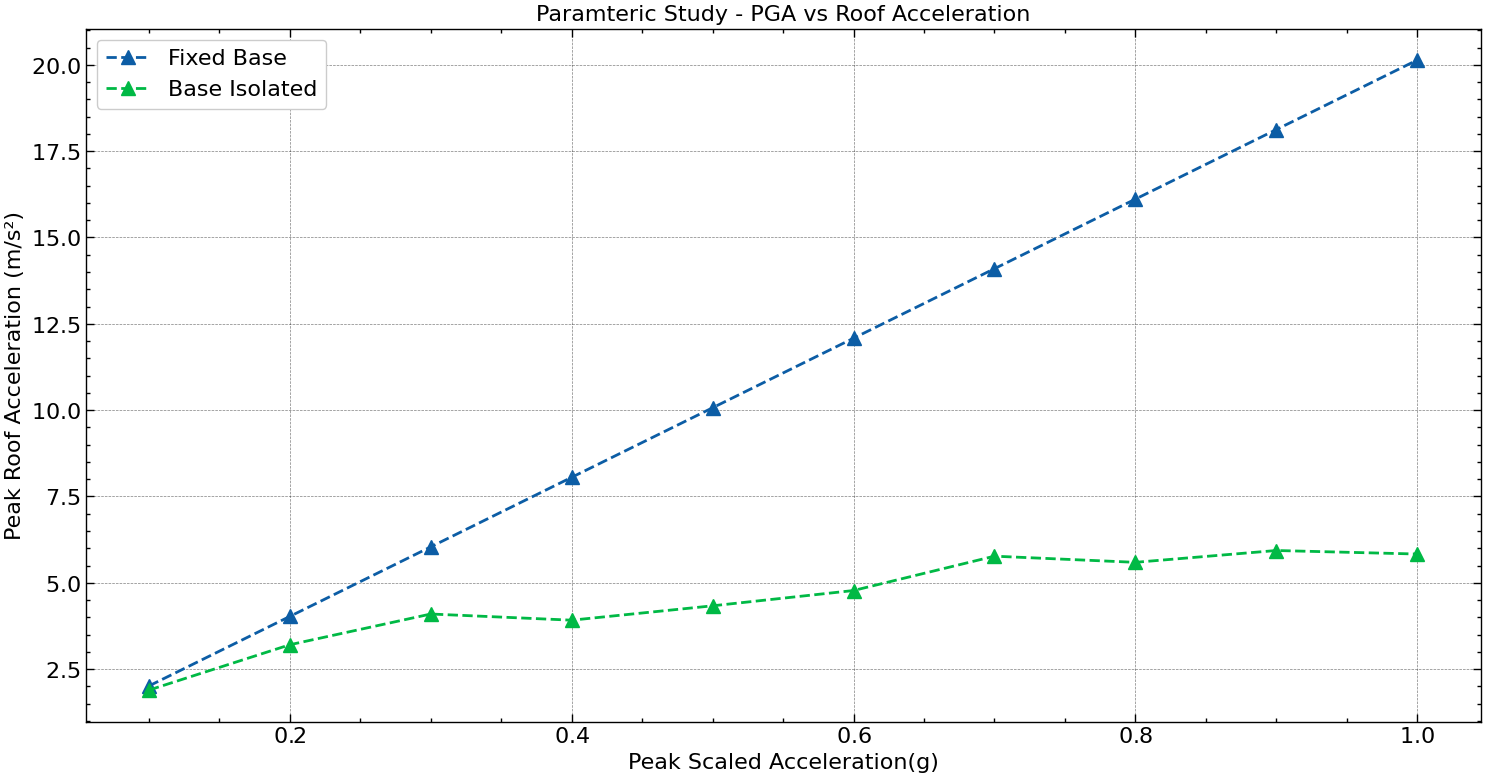 Paramteric Study - PGA vs Roof Acceleration
Fixed Base
Base Isolated
Peak Roof Acceleration (m/s²)
20.0
17.5
15.0
12.5
10.0
7.5
5.0
2.5
0.2 0.4 0.6 0.8 1.0
Peak Scaled Acceleration(g)